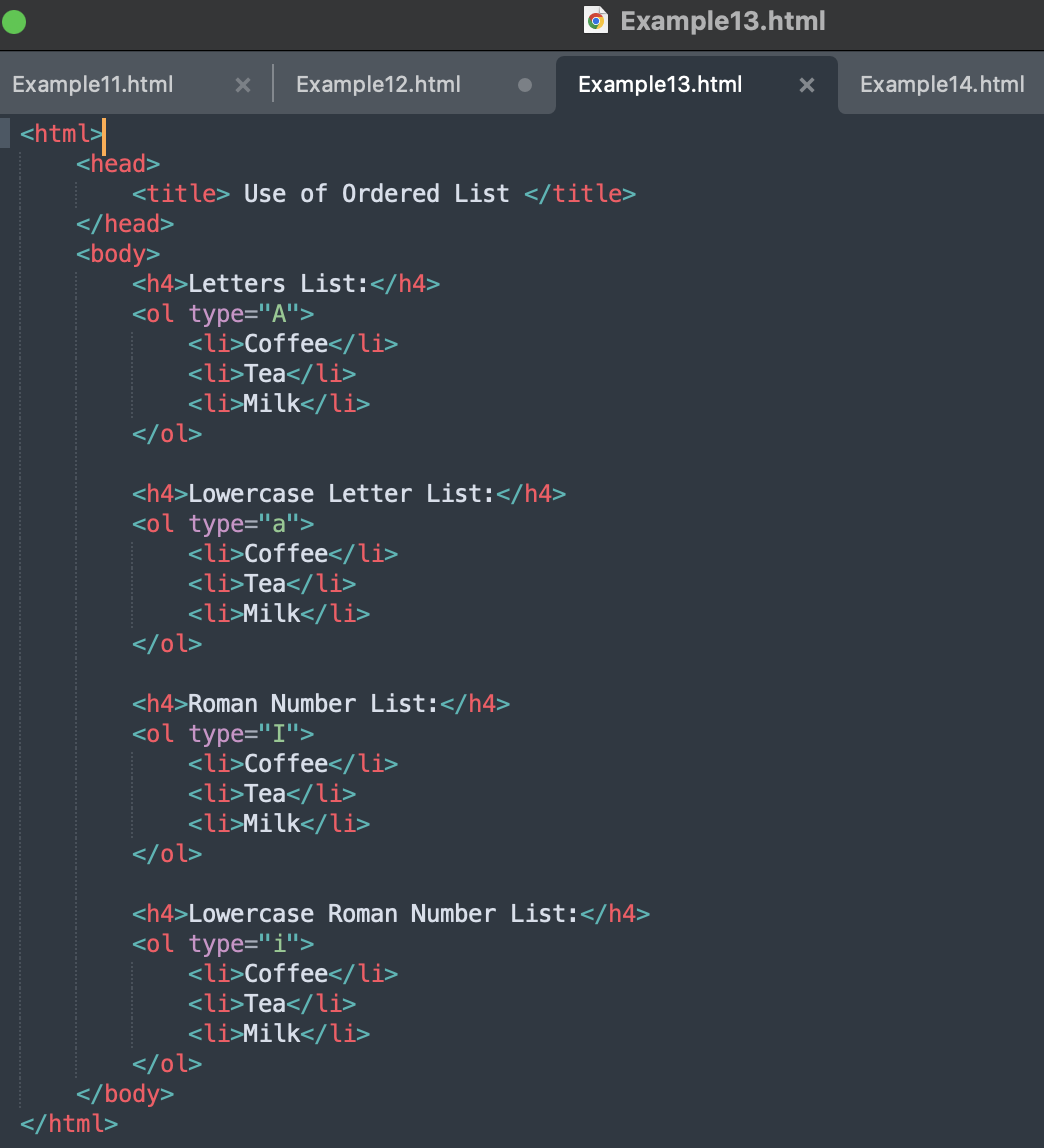 Example13.html
Example11.html × Example12.html Example13.html × Example14.html
<html>
    <head>
        <title> Use of Ordered List </title>
    </head>
    <body>
        <h4>Letters List:</h4>
        <ol type="A">
            <li>Coffee</li>
            <li>Tea</li>
            <li>Milk</li>
        </ol>

        <h4>Lowercase Letter List:</h4>
        <ol type="a">
            <li>Coffee</li>
            <li>Tea</li>
            <li>Milk</li>
        </ol>

        <h4>Roman Number List:</h4>
        <ol type="I">
            <li>Coffee</li>
            <li>Tea</li>
            <li>Milk</li>
        </ol>

        <h4>Lowercase Roman Number List:</h4>
        <ol type="i">
            <li>Coffee</li>
            <li>Tea</li>
            <li>Milk</li>
        </ol>
    </body>
</html>